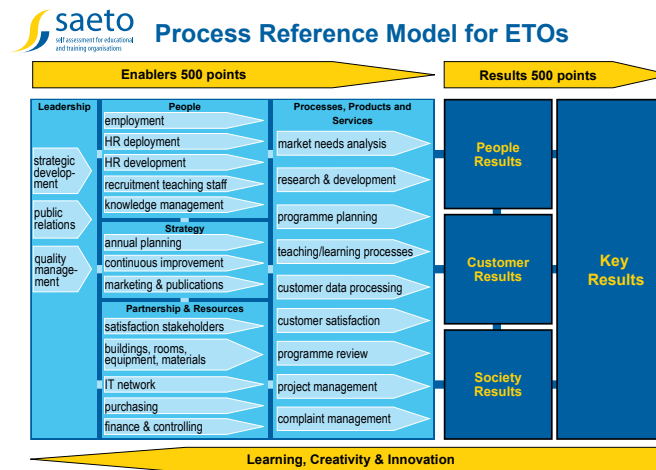 saeto
self assessment for educational
and training organisations
Process Reference Model for ETOs
Enablers 500 points
Results 500 points
Leadership
strategic
develop-
ment
public
relations
quality
manage-
ment
People
employment
HR deployment
HR development
recruitment teaching staff
knowledge management
Strategy
annual planning
continuous improvement
marketing & publications
Partnership & Resources
satisfaction stakeholders
buildings, rooms,
equipment, materials
IT network
purchasing
finance & controlling
Processes, Products and
Services
market needs analysis
research & development
programme planning
teaching/learning processes
customer data processing
customer satisfaction
programme review
project management
complaint management
People
Results
Customer
Results
Society
Results
Key
Results
Learning, Creativity & Innovation